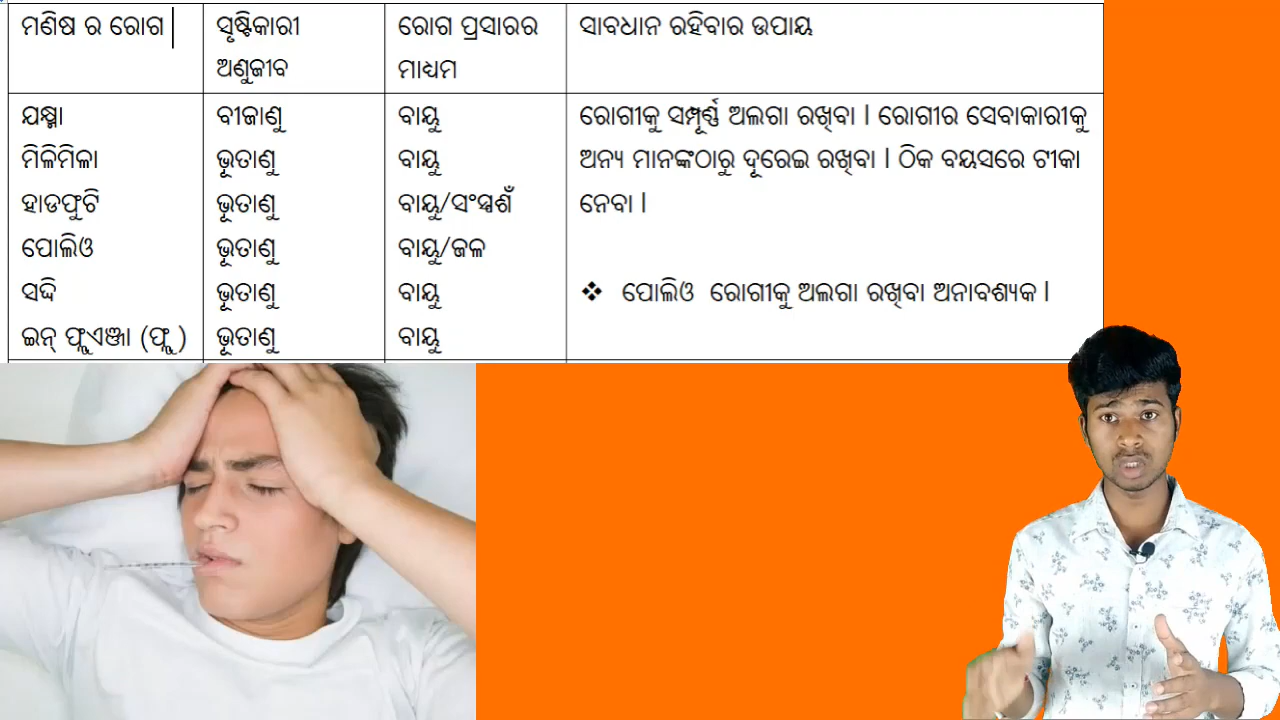 ମଣିଷ ର ରୋଗ ସୃଷ୍ଟିକାରୀ ରୋଗ ପ୍ରସାରର ସାବଧାନ ରହିବାର ଉପାୟ
ଅଣୁଜୀବ ମାଧ୍ୟମ
ଯକ୍ଷ୍ମା ବୀଜାଣୁ ବାୟୁ ରୋଗୀକୁ ସମ୍ପୂର୍ଣ୍ଣ ଅଲଗା ରଖିବା । ରୋଗୀର ସେବାକାରୀକୁ
ମିଳିମିଳା ଭୂତାଣୁ ବାୟୁ ଅନ୍ୟ ମାନଙ୍କଠାରୁ ଦୂରେଇ ରଖିବା । ଠିକ ବୟସରେ ଟୀକା
ହାଡଫୁଟି ଭୂତାଣୁ ବାୟୁ/ସଂସ୍ପର୍ଶ ନେବା ।
ପୋଲିଓ ଭୂତାଣୁ ବାୟୁ/ଜଳ
ସର୍ଦ୍ଦି ଭୂତାଣୁ ବାୟୁ ❖ ପୋଲିଓ ରୋଗୀକୁ ଅଲଗା ରଖିବା ଅନାବଶ୍ୟକ ।
ଇନ୍ ଫ୍ଲୁଏଞ୍ଜା (ଫ୍ଲୁ) ଭୂତାଣୁ ବାୟୁ